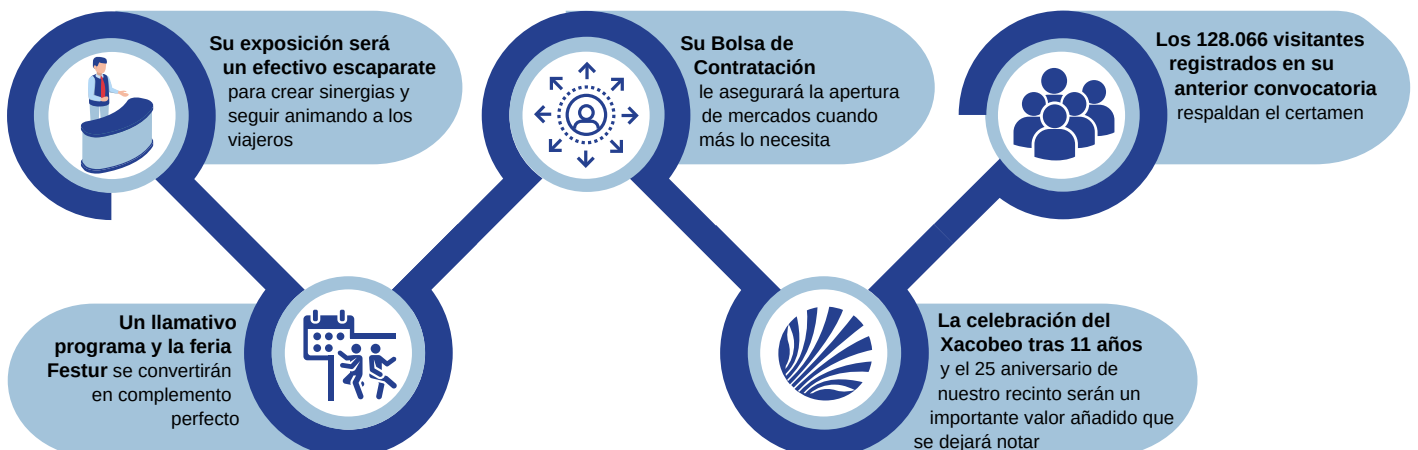 Su exposición será
un efectivo escaparate
para crear sinergias y
seguir animando a los
viajeros
Un llamativo
programa y la feria
Festur se convertirán
en complemento
perfecto
Su Bolsa de
Contratación
le asegurará la apertura
de mercados cuando
más lo necesita
La celebración del
Xacobeo tras 11 años
y el 25 aniversario de
nuestro recinto serán un
importante valor añadido que
se dejará notar
Los 128.066 visitantes
registrados en su
anterior convocatoria
respaldan el certamen